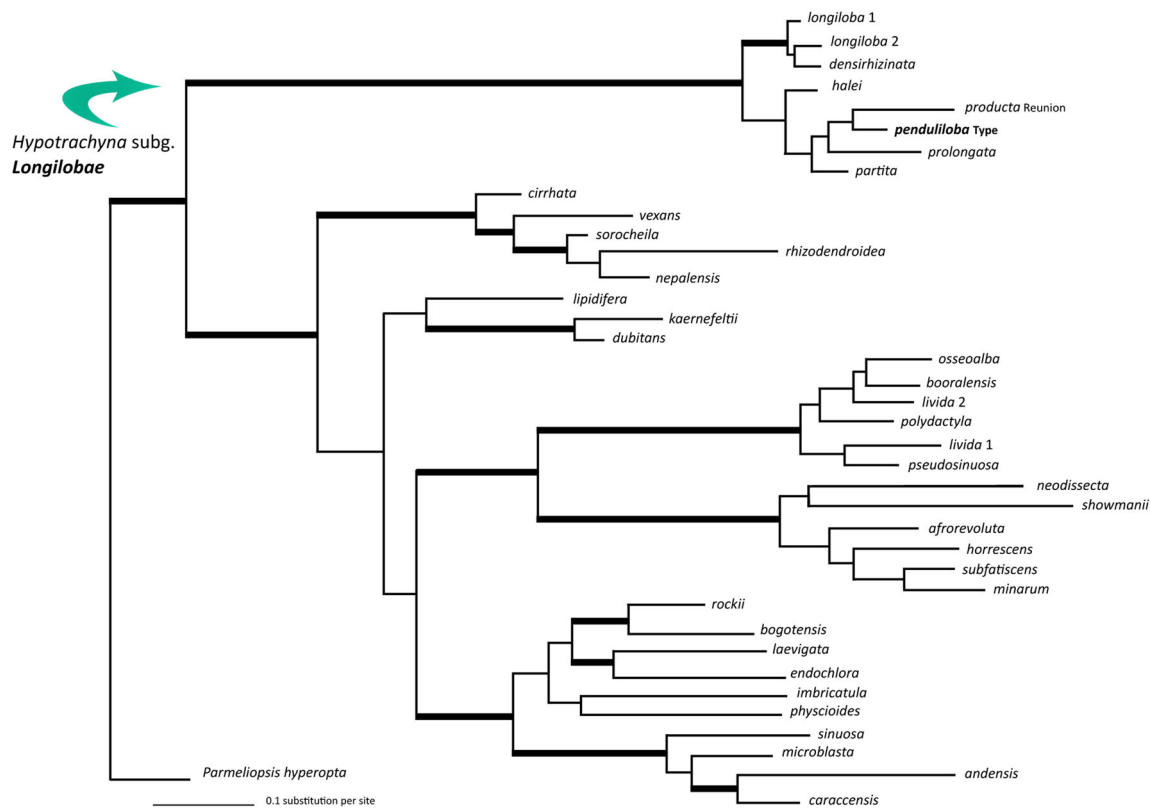 longiloba 1
longiloba 2
densirhizinata
halei
producta Reunion
penduliloba Type
prolongata
partita
Hypotrachyna subg.
Longilobae
cirrhata
vexans
sorocheila
rhizodendroidea
nepalensis
lipidifera
kaernefeltii
dubitans
osseoalba
booralensis
livida 2
polydactyla
livida 1
pseudosinuosa
neodissecta
showmanii
afrorevoluta
horrescens
subfatiscens
minarum
rockii
bogotensis
laevigata
endochlora
imbricatula
physcioides
sinuosa
microblasta
andensis
caraccensis
Parmeliopsis hyperopta
0.1 substitution per site